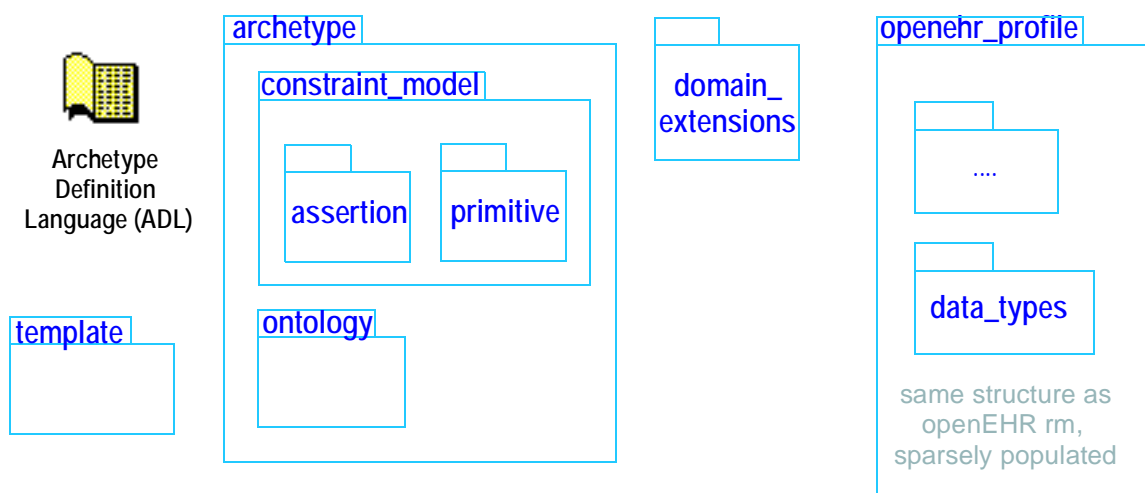 archetype
openehr_profile
constraint_model
domain_
extensions
Archetype
Definition
Language (ADL)
assertion
primitive
....
template
ontology
data_types
same structure as
openEHR rm,
sparsely populated